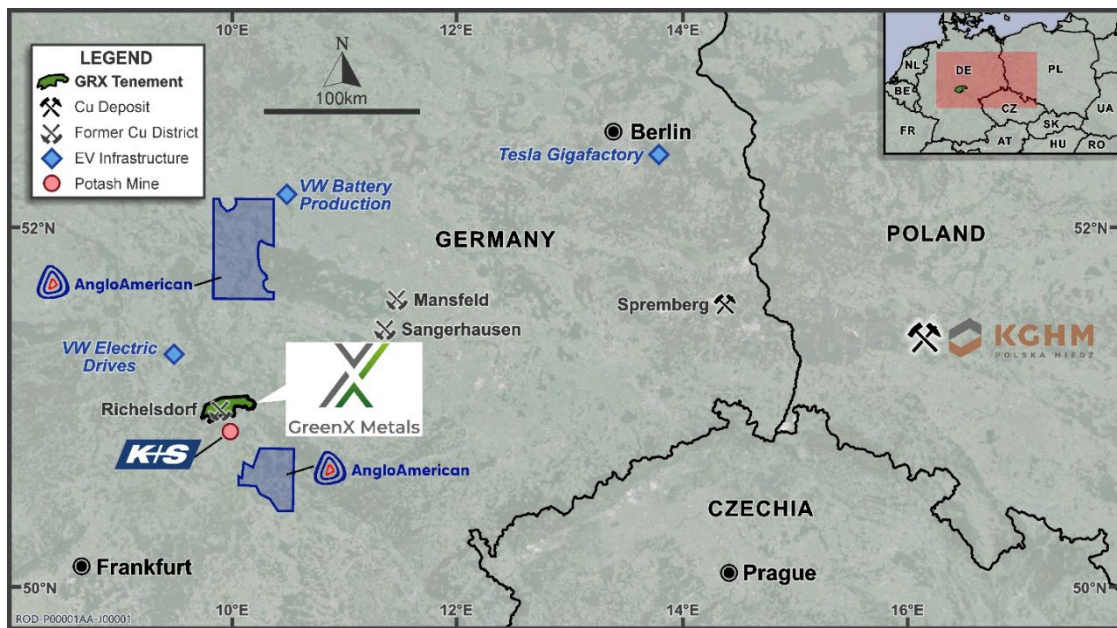 10°E
12°E
14°E
LEGEND
GRX Tenement
Cu Deposit
Former Cu District
EV Infrastructure
Potash Mine
N
100km
NL
DE
PL
BE
CZ
UA
FR
SK
AT
HU
RO
Berlin
Tesla Gigafactory
VW Battery
Production
52°N
GERMANY
POLAND
52°N
AngloAmerican
Mansfeld
Sangerhausen
Spremberg
KGHM
POLSKA MIEDŹ
VW Electric
Drives
Richelsdorf
GreenX Metals
K+S
AngloAmerican
CZECHIA
Frankfurt
Prague
50°N
50°N
ROD-P00001AA-J00001
10°E
12°E
14°E
16°E